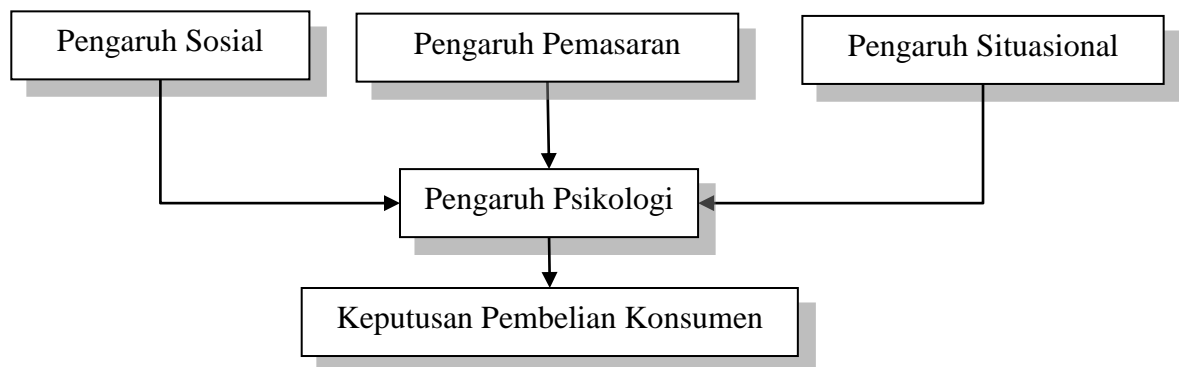 Pengaruh Sosial
Pengaruh Pemasaran
Pengaruh Situasional
Pengaruh Psikologi
Keputusan Pembelian Konsumen